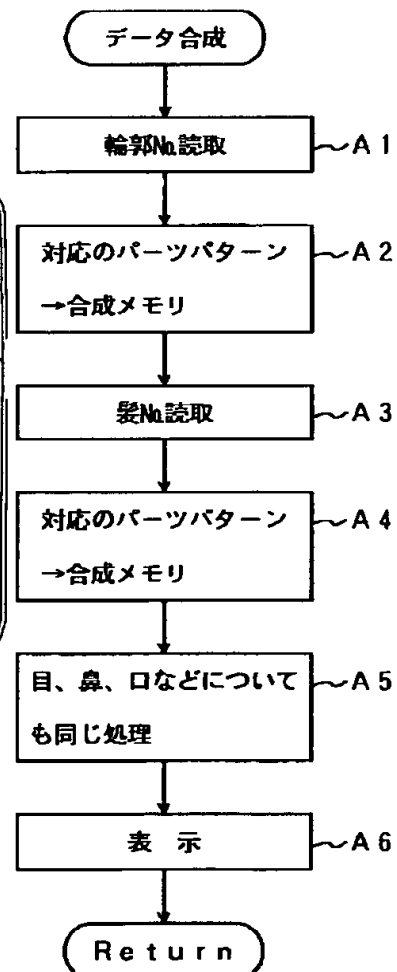 データ合成
輪郭№読取
A1
対応のパーツパターン
→合成メモリ
A2
髪№読取
A3
対応のパーツパターン
→合成メモリ
A4
目、鼻、口などについて
も同じ処理
A5
表 示
A6
Return